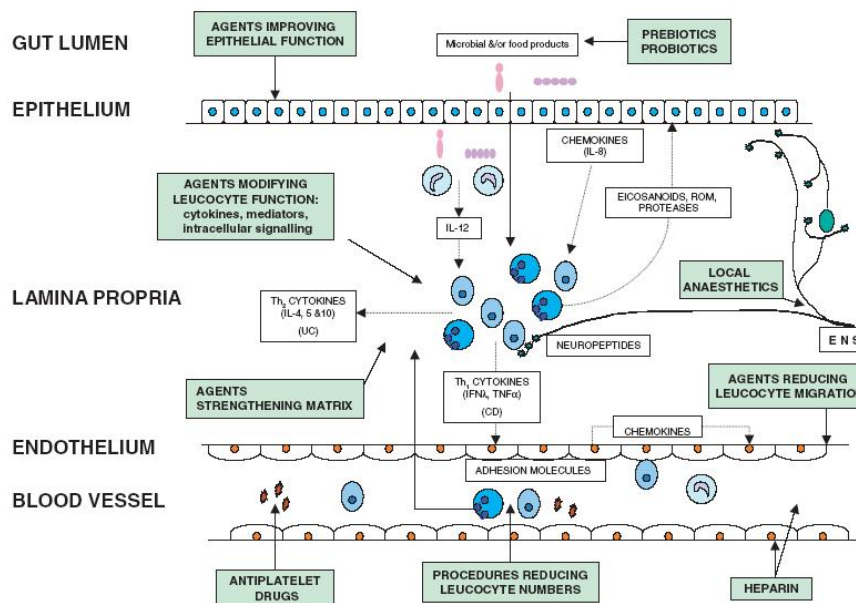 GUT LUMEN
AGENTS IMPROVING
EPITHELIAL FUNCTION
Microbial &/or food products
PREBIOTICS
PROBIOTICS
EPITHELIUM
CHEMOKINES
(IL-8)
AGENTS MODIFYING
LEUCOCYTE FUNCTION:
cytokines, mediators,
intracellular signalling
EICOSANOIDS, ROM,
PROTEASES
IL-12
LAMINA PROPRIA
Th₂ CYTOKINES
(IL-4, 5 &10)
(UC)
LOCAL
ANAESTHETICS
NEUROPEPTIDES
E N S
AGENTS
STRENGTHENING MATRIX
Th₁ CYTOKINES
(IFNλ, TNFα)
(CD)
AGENTS REDUCING
LEUCOCYTE MIGRATION
ENDOTHELIUM
CHEMOKINES
ADHESION MOLECULES
BLOOD VESSEL
ANTIPLATELET
DRUGS
PROCEDURES REDUCING
LEUCOCYTE NUMBERS
HEPARIN